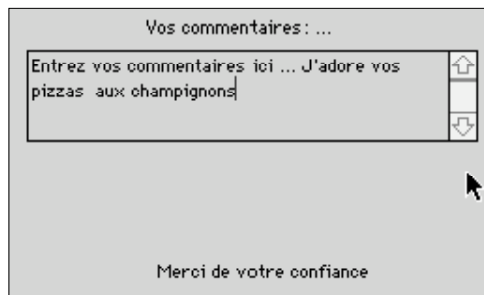 Vos commentaires: ...
Entrez vos commentaires ici ... J'adore vos
pizzas aux champignons
Merci de votre confiance